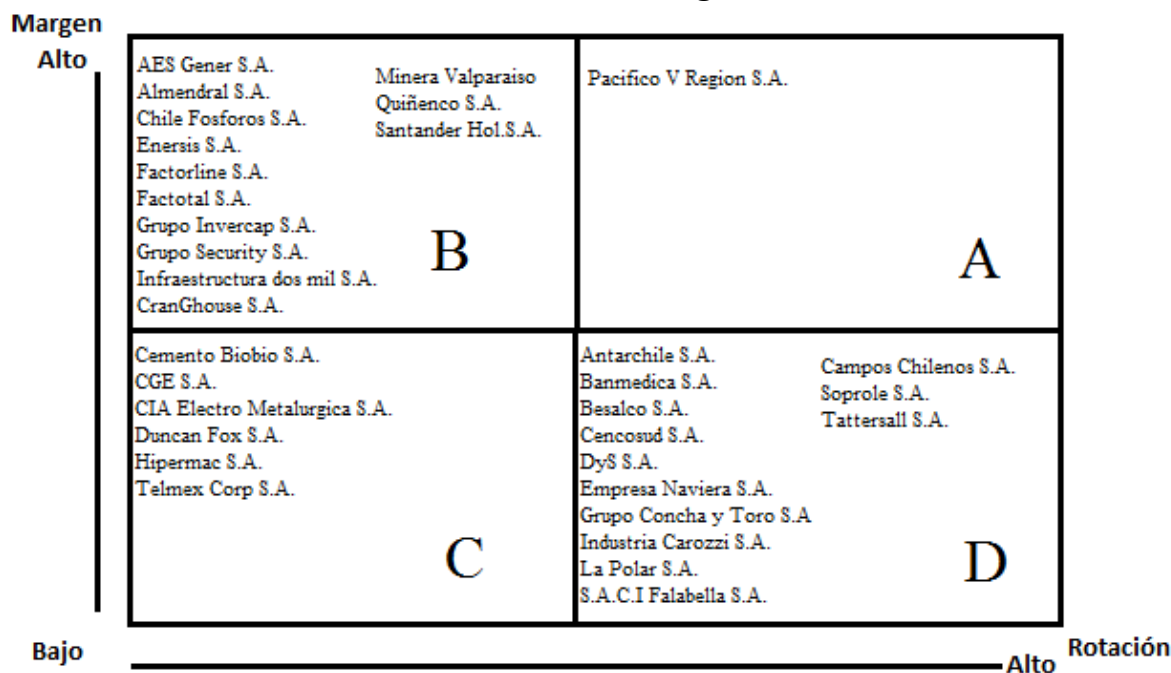 Margen
Alto
AES Gener S.A.
Almendral S.A.
Chile Fosforos S.A.
Enersis S.A.
Factorline S.A.
Factotal S.A.
Grupo Invercap S.A.
Grupo Security S.A.
Infraestructura dos mil S.A.
CranGhouse S.A.
Minera Valparaiso
Quiñenco S.A.
Santander Hol.S.A.
B
Pacifico V Region S.A.
A
Cemento Biobio S.A.
CGE S.A.
CIA Electro Metalurgica S.A.
Duncan Fox S.A.
Hipermac S.A.
Telmex Corp S.A.
C
Antarchile S.A.
Banmedica S.A.
Besalco S.A.
Cencosud S.A.
DyS S.A.
Empresa Naviera S.A.
Grupo Concha y Toro S.A
Industria Carozzi S.A.
La Polar S.A.
S.A.C.I Falabella S.A.
Campos Chilenos S.A.
Soprole S.A.
Tattersall S.A.
D
Bajo
Alto
Rotación